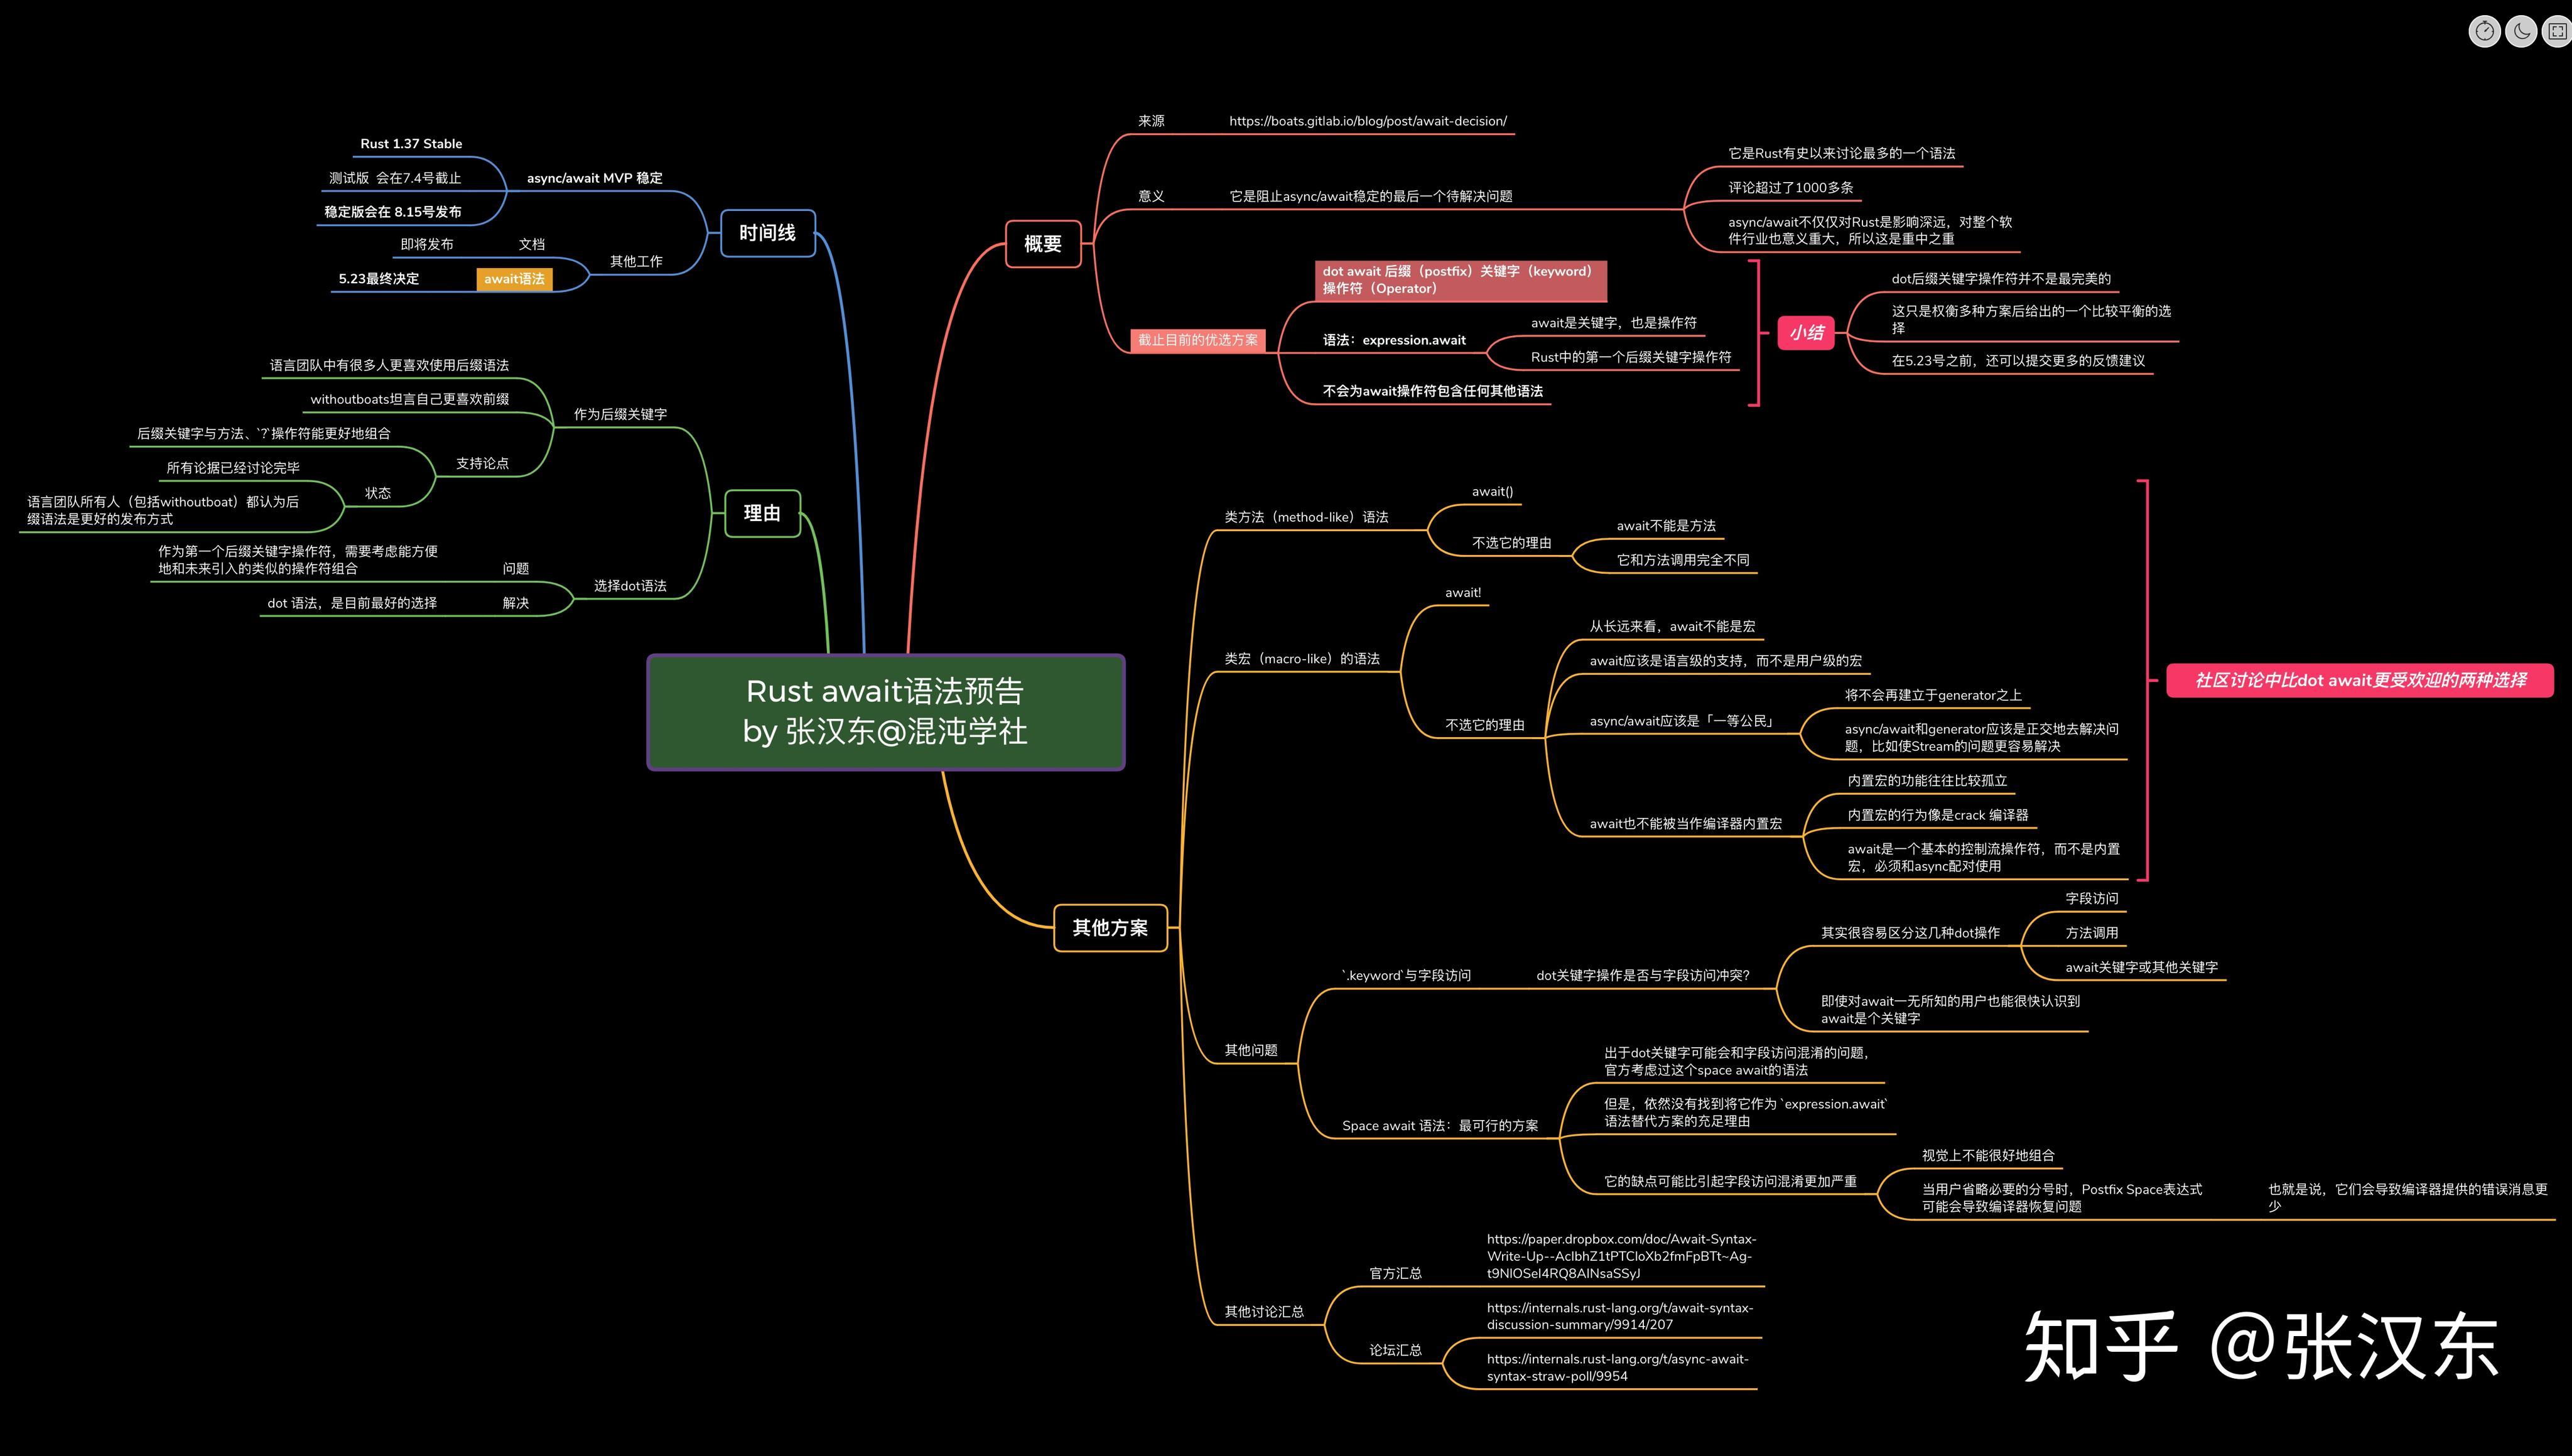 Rust await语法预告
by 张汉东@混沌学社
概要
来源
https://boats.gitlab.io/blog/post/await-decision/
意义
它是阻止async/await稳定的最后一个待解决问题
它是Rust有史以来讨论最多的一个语法
评论超过了1000多条
async/await不仅仅对Rust是影响深远，对整个软
件行业也意义重大，所以这是重中之重
截止目前的优选方案
dot await 后缀（postfix）关键字（keyword）
操作符（Operator）
语法：expression.await
await是关键字，也是操作符
Rust中的第一个后缀关键字操作符
不会为await操作符包含任何其他语法
小结
dot后缀关键字操作符并不是最完美的
这只是权衡多种方案后给出的一个比较平衡的选
择
在5.23号之前，还可以提交更多的反馈建议
时间线
async/await MVP 稳定
Rust 1.37 Stable
测试版 会在7.4号截止
稳定版会在 8.15号发布
其他工作
文档
即将发布
await语法
5.23最终决定
理由
作为后缀关键字
语言团队中有很多人更喜欢使用后缀语法
withoutboats坦言自己更喜欢前缀
支持论点
后缀关键字与方法、`?`操作符能更好地组合
状态
所有论据已经讨论完毕
语言团队所有人（包括withoutboat）都认为后
缀语法是更好的发布方式
选择dot语法
问题
作为第一个后缀关键字操作符，需要考虑能方便
地和未来引入的类似的操作符组合
解决
dot 语法，是目前最好的选择
其他方案
类方法（method-like）语法
await()
不选它的理由
await不能是方法
它和方法调用完全不同
类宏（macro-like）的语法
await!
不选它的理由
从长远来看，await不能是宏
await应该是语言级的支持，而不是用户级的宏
async/await应该是「一等公民」
将不会再建立于generator之上
async/await和generator应该是正交地去解决问
题，比如使Stream的问题更容易解决
await也不能被当作编译器内置宏
内置宏的功能往往比较孤立
内置宏的行为像是crack 编译器
await是一个基本的控制流操作符，而不是内置
宏，必须和async配对使用
社区讨论中比dot await更受欢迎的两种选择
其他问题
`.keyword`与字段访问
dot关键字操作是否与字段访问冲突?
其实很容易区分这几种dot操作
字段访问
方法调用
await关键字或其他关键字
即使对await一无所知的用户也能很快认识到
await是个关键字
Space await 语法：最可行的方案
出于dot关键字可能会和字段访问混淆的问题，
官方考虑过这个space await的语法
但是，依然没有找到将它作为`expression.await`
语法替代方案的充足理由
它的缺点可能比引起字段访问混淆更加严重
视觉上不能很好地组合
当用户省略必要的分号时，Postfix Space表达式
可能会导致编译器恢复问题
也就是说，它们会导致编译器提供的错误消息更
少
其他讨论汇总
官方汇总
https://paper.dropbox.com/doc/Await-Syntax-
Write-Up--AcIbhZ1tPTCloXb2fmFpBTt~Ag-
t9NlOSeI4RQ8AINsaSSyJ
论坛汇总
https://internals.rust-lang.org/t/await-syntax-
discussion-summary/9914/207
https://internals.rust-lang.org/t/async-await-
syntax-straw-poll/9954
知乎 @张汉东